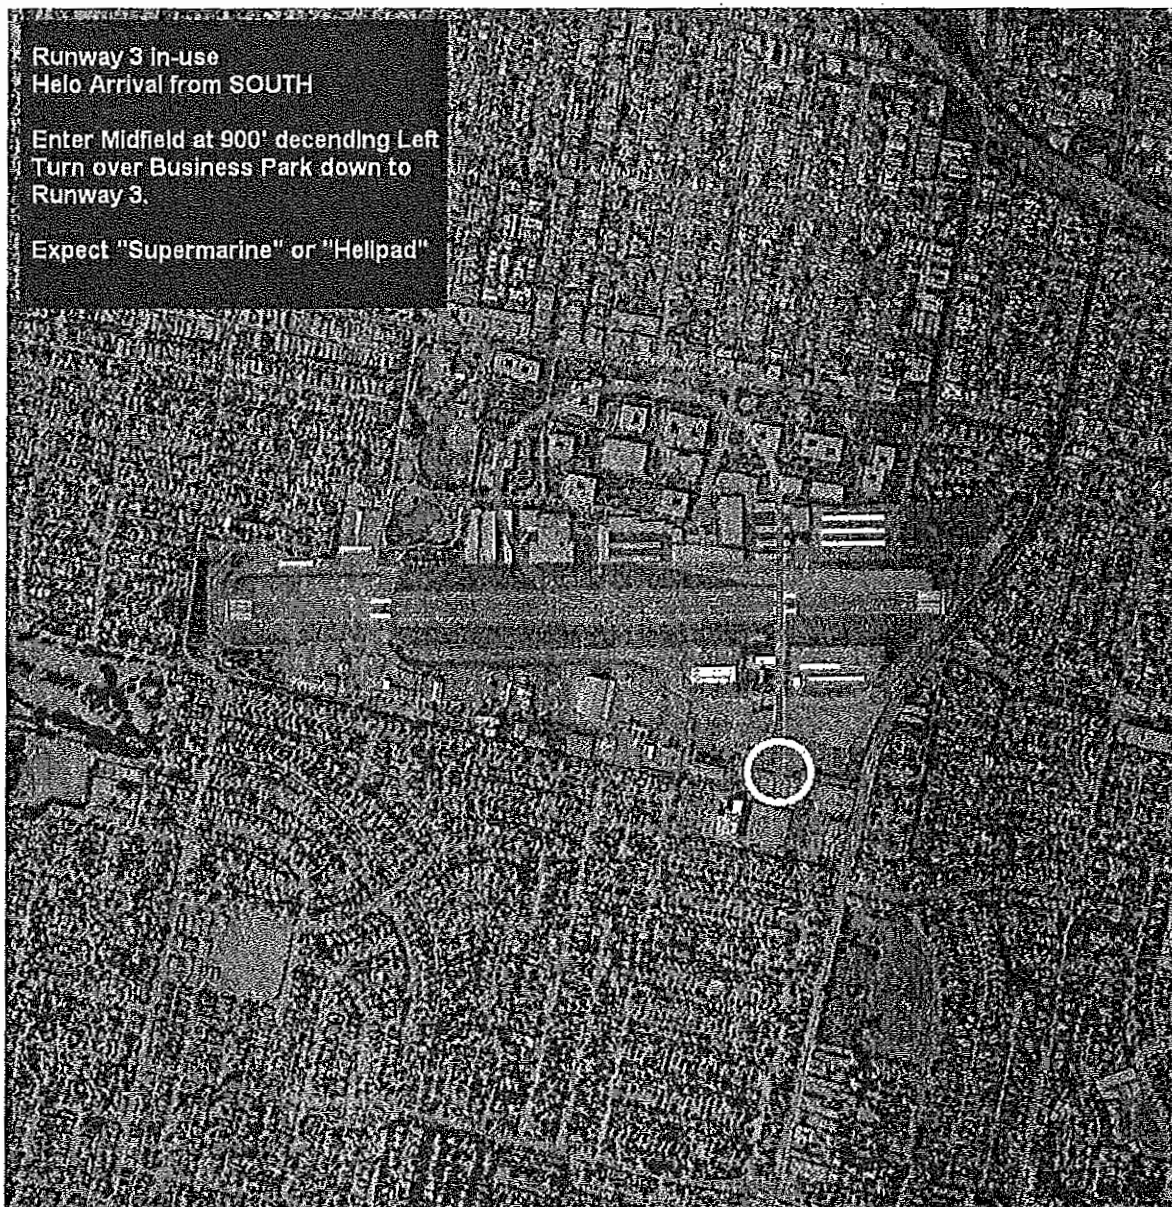 Runway 3 in-use
Helo Arrival from SOUTH
Enter Midfield at 900' decending Left
Turn over Business Park down to
Runway 3.
Expect "Supermarine" or "Helipad"